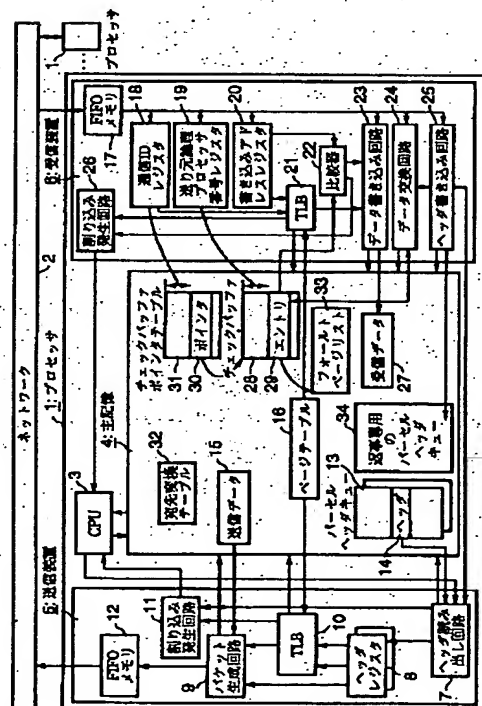 ネットワーク
2
1:プロセッサ
1
プロセッサ
6:受信装置
FIFO
メモリ
17
26
割り込み
発生回路
18
通信ID
レジスタ
19
送り元論理
プロセッサ
番号レジスタ
20
書き込みアド
レスレジスタ
21
TLB
22
比較器
23
データ書き込み回路
24
データ交換回路
25
ヘッダ書き込み回路
4:主記憶
チェックバッファ
ポインタテーブル
31
ポインタ
30
チェックバッファ
28
エントリ
29
33
フォールト
ページリスト
受信データ
27
32
宛先変換
テーブル
15
送信データ
16
ページテーブル
34
返事専用
のパーセル
ヘッダ
キュー
13
パーセル
ヘッダキュー
ヘッダ
14
3
CPU
5:送信装置
12
FIFO
メモリ
11
割り込み
発生回路
9
パケット
生成回路
10
TLB
ヘッダ
レジスタ
8
ヘッダ読み
出し回路
7